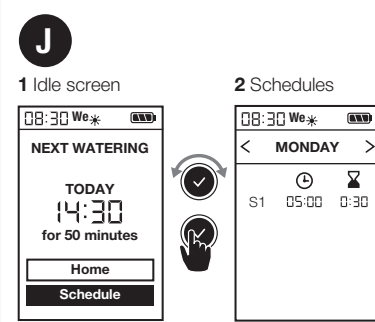 J
1 Idle screen
08:30 We
NEXT WATERING
TODAY
14:30
for 50 minutes
Home
Schedule
2 Schedules
08:30 We
< MONDAY >
S1 05:00 0:30